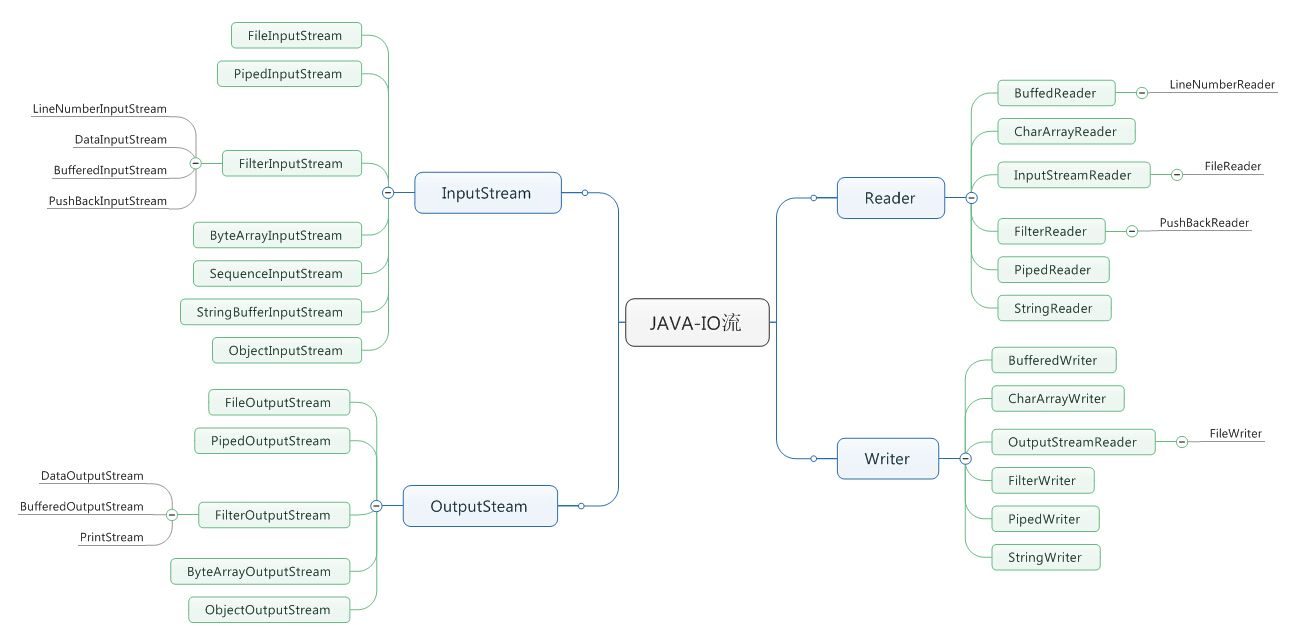 JAVA-IO流
InputStream
FileInputStream
PipedInputStream
FilterInputStream
LineNumberInputStream
DataInputStream
BufferedInputStream
PushBackInputStream
ByteArrayInputStream
SequenceInputStream
StringBufferInputStream
ObjectInputStream
OutputSteam
FileOutputStream
PipedOutputStream
FilterOutputStream
DataOutputStream
BufferedOutputStream
PrintStream
ByteArrayOutputStream
ObjectOutputStream
Reader
BuffedReader
LineNumberReader
CharArrayReader
InputStreamReader
FileReader
FilterReader
PushBackReader
PipedReader
StringReader
Writer
BufferedWriter
CharArrayWriter
OutputStreamReader
FileWriter
FilterWriter
PipedWriter
StringWriter